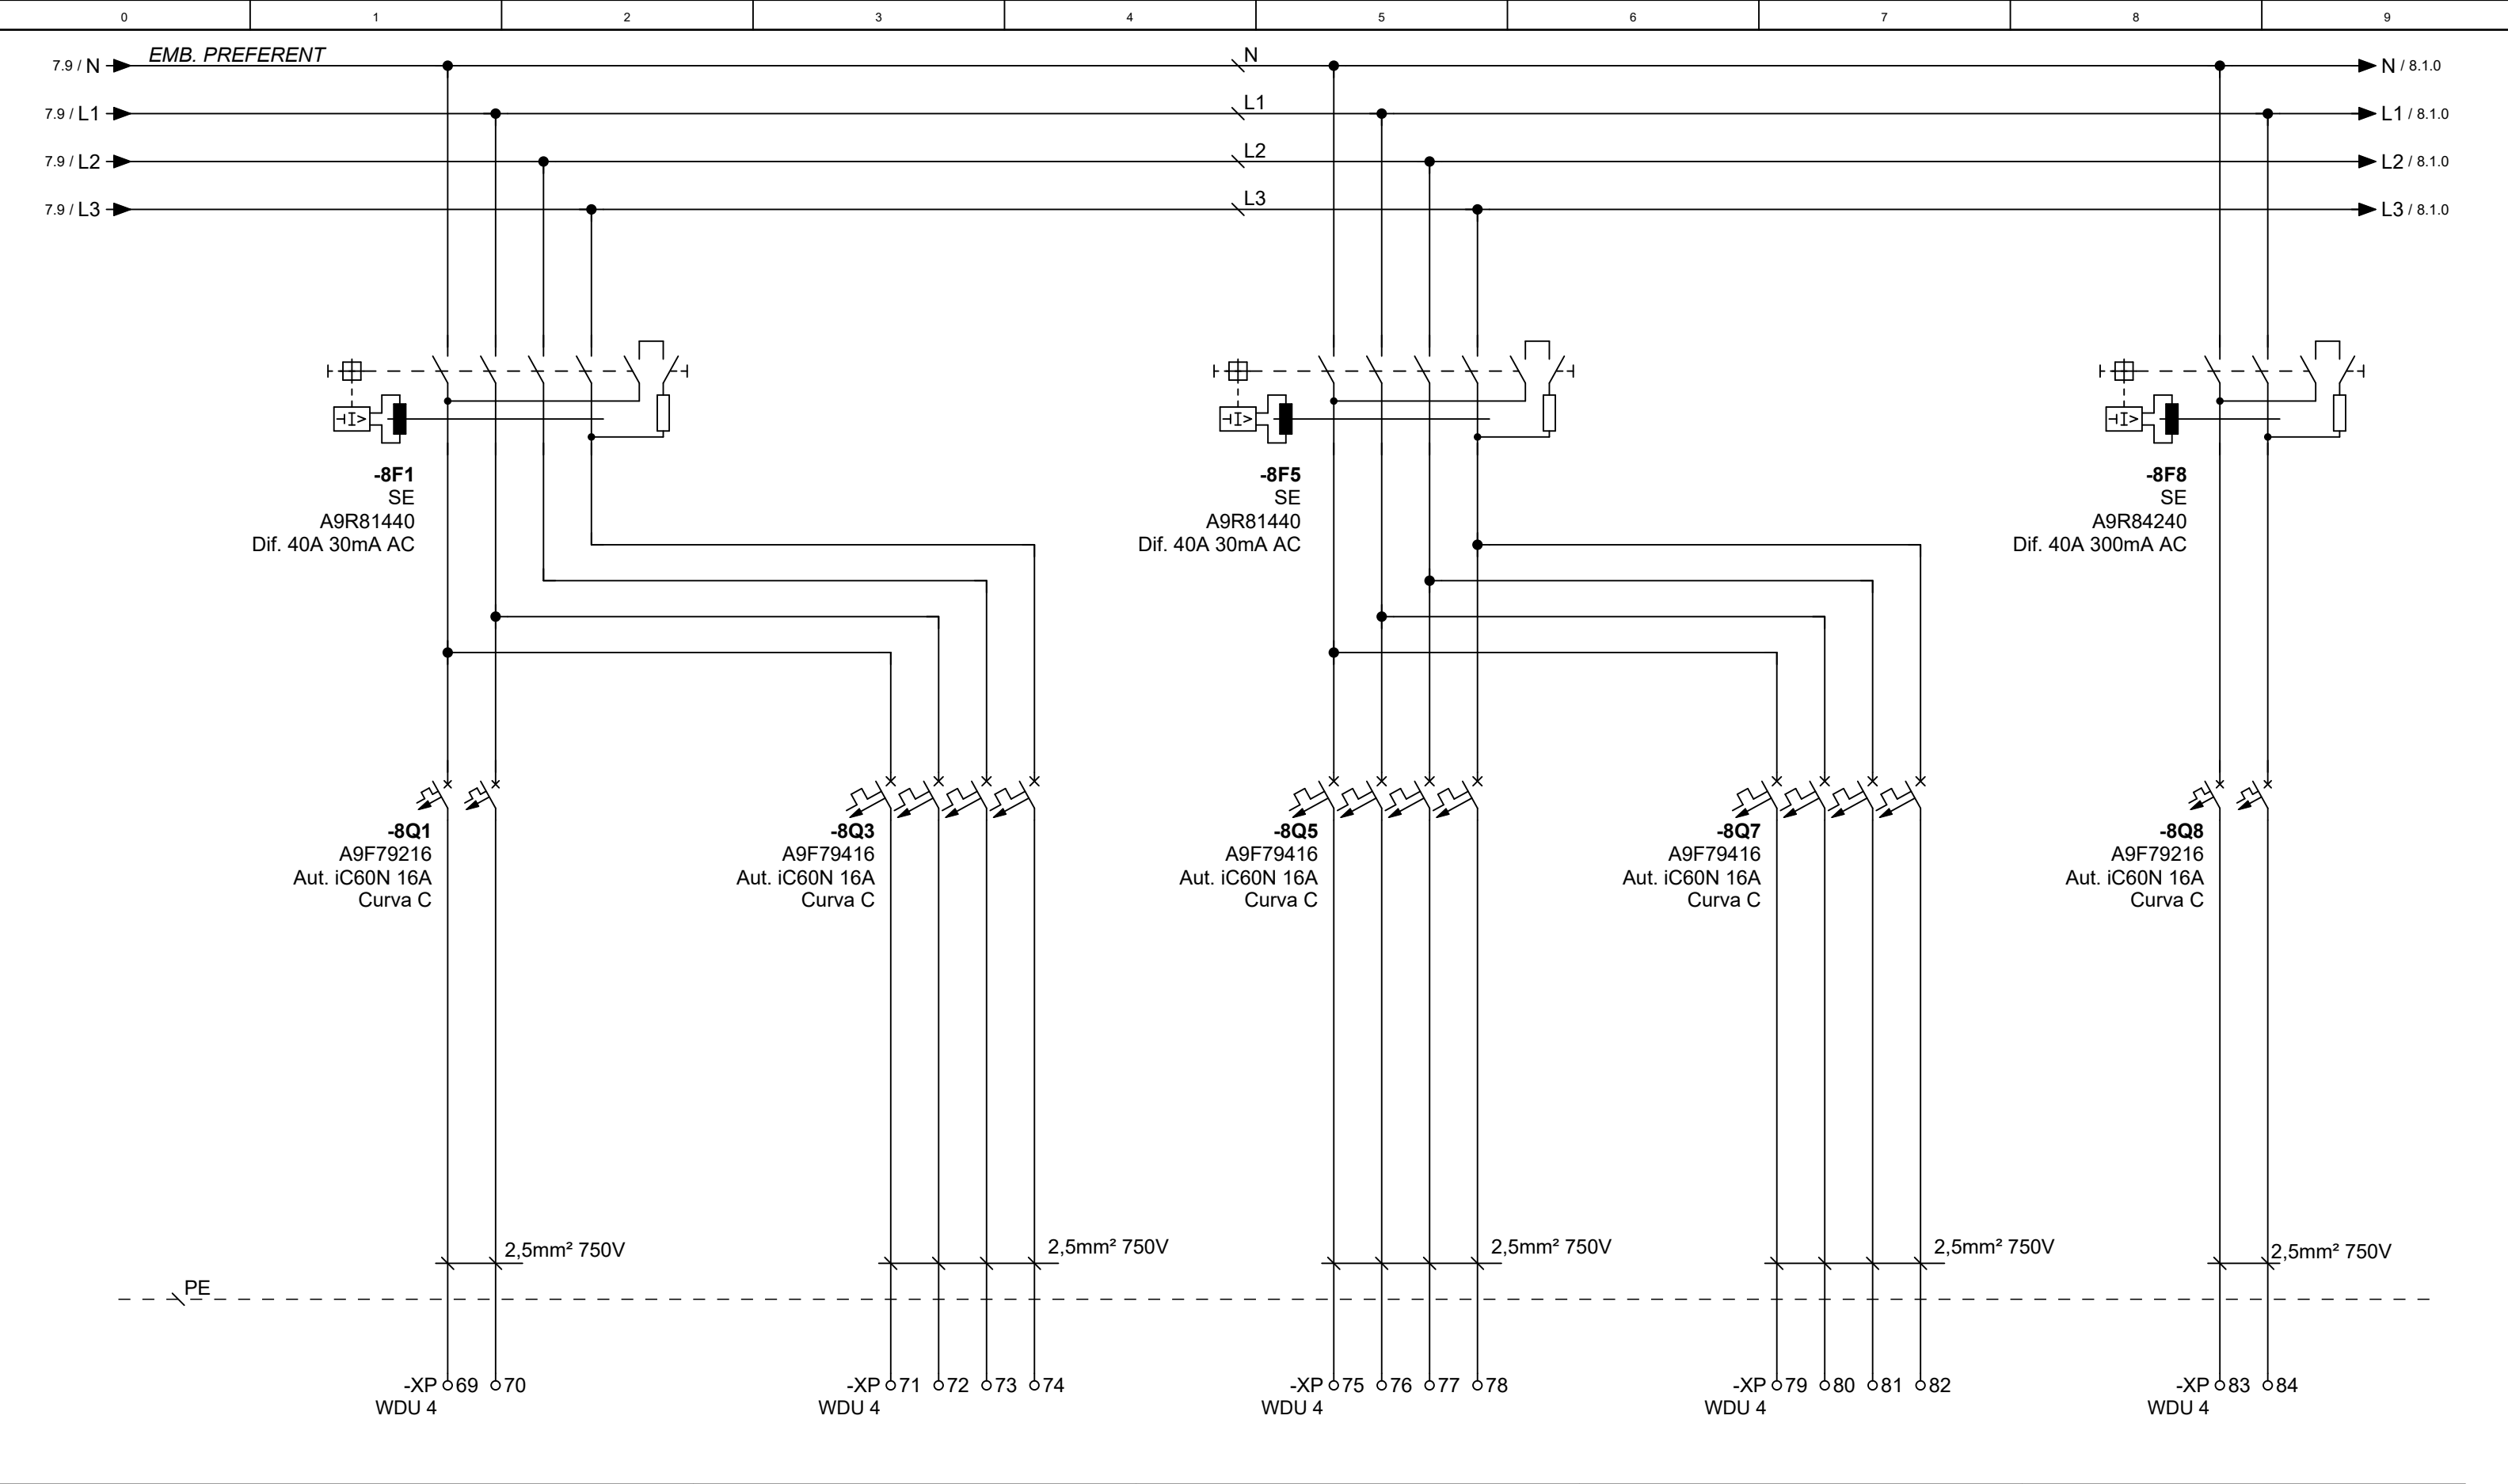 0 1 2 3 4 5 6 7 8 9
EMB. PREFERENT
7.9 / N N N / 8.1.0
7.9 / L1 L1 L1 / 8.1.0
7.9 / L2 L2 L2 / 8.1.0
7.9 / L3 L3 L3 / 8.1.0
-8F1
SE
A9R81440
Dif. 40A 30mA AC
-8F5
SE
A9R81440
Dif. 40A 30mA AC
-8F8
SE
A9R84240
Dif. 40A 300mA AC
-8Q1
A9F79216
Aut. iC60N 16A
Curva C
-8Q3
A9F79416
Aut. iC60N 16A
Curva C
-8Q5
A9F79416
Aut. iC60N 16A
Curva C
-8Q7
A9F79416
Aut. iC60N 16A
Curva C
-8Q8
A9F79216
Aut. iC60N 16A
Curva C
2,5mm² 750V 2,5mm² 750V 2,5mm² 750V 2,5mm² 750V 2,5mm² 750V
PE
-XP 69 70 -XP 71 72 73 74 -XP 75 76 77 78 -XP 79 80 81 82 -XP 83 84
WDU 4 WDU 4 WDU 4 WDU 4 WDU 4